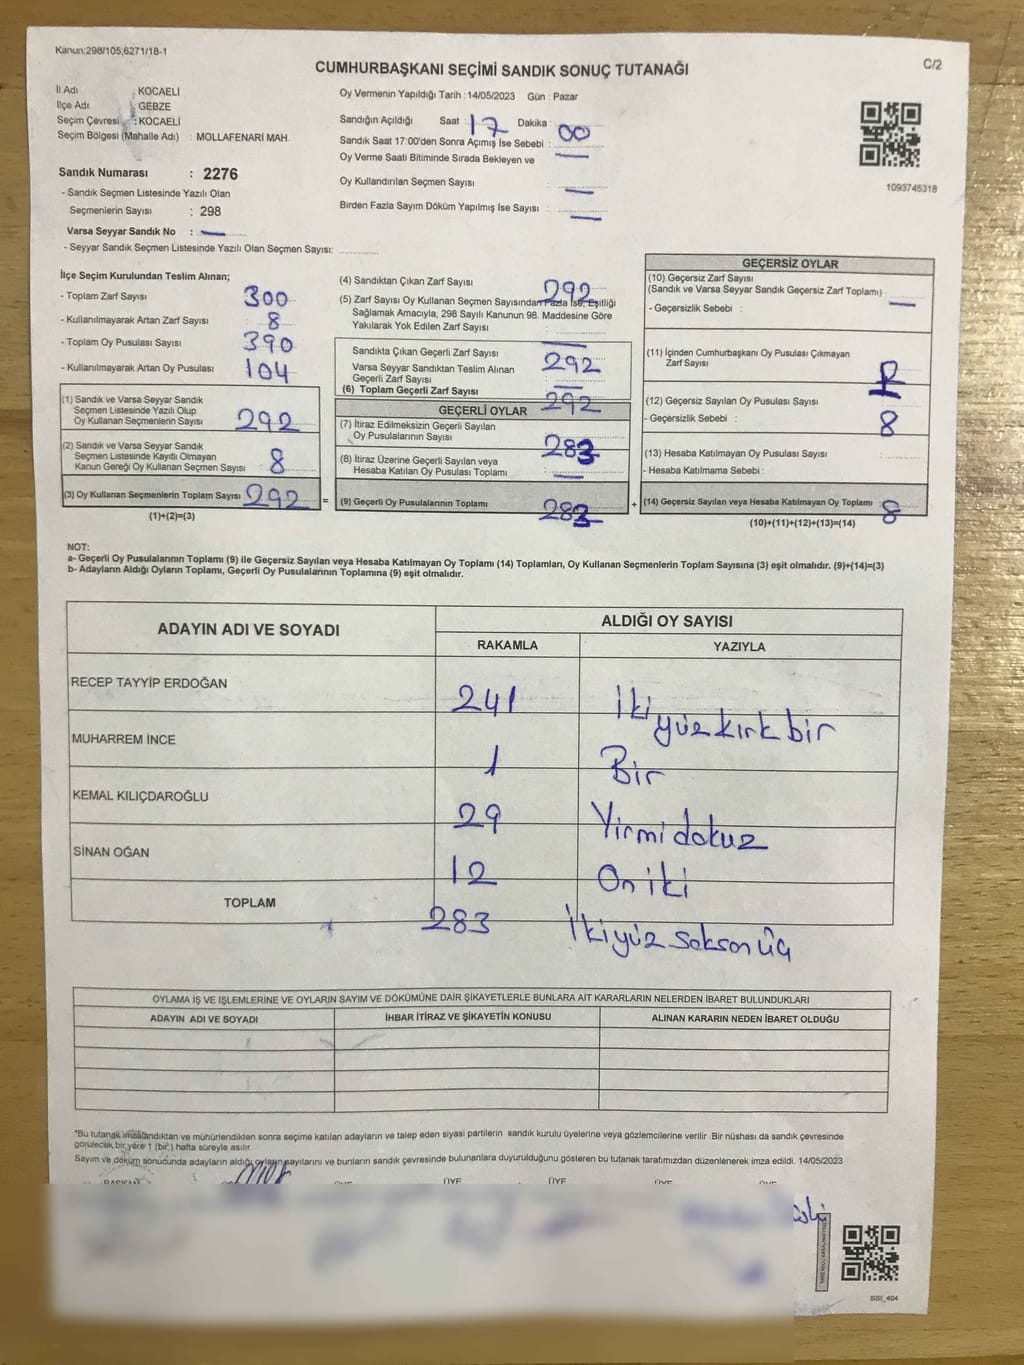 Kanun:298/105,6271/18-1
C/2
CUMHURBAŞKANI SEÇİMİ SANDIK SONUÇ TUTANAĞI
İl Adı : KOCAELİ
İlçe Adı : GEBZE
Seçim Çevresi : KOCAELİ
Seçim Bölgesi (Mahalle Adı) : MOLLAFENARİ MAH.
Sandık Numarası : 2276
- Sandık Seçmen Listesinde Yazılı Olan
Seçmenlerin Sayısı : 298
Varsa Seyyar Sandık No : —
- Seyyar Sandık Seçmen Listesinde Yazılı Olan Seçmen Sayısı:
Oy Vermenin Yapıldığı Tarih : 14/05/2023 Gün : Pazar
Sandığın Açıldığı Saat : 17 Dakika : 00
Sandık Saat 17:00'den Sonra Açımış İse Sebebi : —
Oy Verme Saati Bitiminde Sırada Bekleyen ve
Oy Kullandırılan Seçmen Sayısı : —
Birden Fazla Sayım Döküm Yapılmış İse Sayısı : —
1093745318
İlçe Seçim Kurulundan Teslim Alınan;
- Toplam Zarf Sayısı 300
- Kullanılmayarak Artan Zarf Sayısı : 8
- Toplam Oy Pusulası Sayısı : 390
- Kullanılmayarak Artan Oy Pusulası 104
(1) Sandık ve Varsa Seyyar Sandık
Seçmen Listesinde Yazılı Olup
Oy Kullanan Seçmenlerin Sayısı 292
(2) Sandık ve Varsa Seyyar Sandık
Seçmen Listesinde Kayıtlı Olmayan
Kanun Gereği Oy Kullanan Seçmen Sayısı 8
(3) Oy Kullanan Seçmenlerin Toplam Sayısı 292
(1)+(2)=(3)
=
(4) Sandıktan Çıkan Zarf Sayısı 292
(5) Zarf Sayısı Oy Kullanan Seçmen Sayısından Fazla İse, Eşitliği
Sağlamak Amacıyla, 298 Sayılı Kanunun 98. Maddesine Göre
Yakılarak Yok Edilen Zarf Sayısı : —
Sandıkta Çıkan Geçerli Zarf Sayısı 292
Varsa Seyyar Sandıktan Teslim Alınan
Geçerli Zarf Sayısı —
(6) Toplam Geçerli Zarf Sayısı 292
GEÇERLİ OYLAR
(7) İtiraz Edilmeksizin Geçerli Sayılan
Oy Pusulalarının Sayısı 283
(8) İtiraz Üzerine Geçerli Sayılan veya
Hesaba Katılan Oy Pusulası Toplamı —
(9) Geçerli Oy Pusulalarının Toplamı 283
+
GEÇERSİZ OYLAR
(10) Geçersiz Zarf Sayısı
(Sandık ve Varsa Seyyar Sandık Geçersiz Zarf Toplamı) —
- Geçersizlik Sebebi :
(11) İçinden Cumhurbaşkanı Oy Pusulası Çıkmayan
Zarf Sayısı
(12) Geçersiz Sayılan Oy Pusulası Sayısı 8
- Geçersizlik Sebebi :
(13) Hesaba Katılmayan Oy Pusulası Sayısı
- Hesaba Katılmama Sebebi :
(14) Geçersiz Sayılan veya Hesaba Katılmayan Oy Toplamı : 8
(10)+(11)+(12)+(13)=(14)
NOT:
a- Geçerli Oy Pusulalarının Toplamı (9) ile Geçersiz Sayılan veya Hesaba Katılmayan Oy Toplamı (14) Toplamları, Oy Kullanan Seçmenlerin Toplam Sayısına (3) eşit olmalıdır. (9)+(14)=(3)
b- Adayların Aldığı Oyların Toplamı, Geçerli Oy Pusulalarının Toplamına (9) eşit olmalıdır.
ADAYIN ADI VE SOYADI ALDIĞI OY SAYISI
RAKAMLA YAZIYLA
RECEP TAYYİP ERDOĞAN 241 İki yüz kırk bir
MUHARREM İNCE 1 Bir
KEMAL KILIÇDAROĞLU 29 Yirmi dokuz
SİNAN OĞAN 12 On iki
TOPLAM 283 İkiyüz sekson üç
OYLAMA İŞ VE İŞLEMLERİNE VE OYLARIN SAYIM VE DÖKÜMÜNE DAİR ŞİKAYETLERLE BUNLARA AİT KARARLARIN NELERDEN İBARET BULUNDUKLARI
ADAYIN ADI VE SOYADI İHBAR İTİRAZ VE ŞİKAYETİN KONUSU ALINAN KARARIN NEDEN İBARET OLDUĞU
*Bu tutanak imzalandıktan ve mühürlendikten sonra seçime katılan adayların ve talep eden siyasi partilerin sandık kurulu üyelerine veya gözlemcilerine verilir. Bir nüshası da sandık çevresinde
görülecek bir yere 1 (bir) hafta süreyle asılır.
Sayım ve döküm sonucunda adayların aldığı oyların sayılarını ve bunların sandık çevresinde bulunanlara duyurulduğunu gösteren bu tutanak tarafımızdan düzenlenerek imza edildi. 14/05/2023
BAŞKAN ÜYE ÜYE ÜYE ÜYE